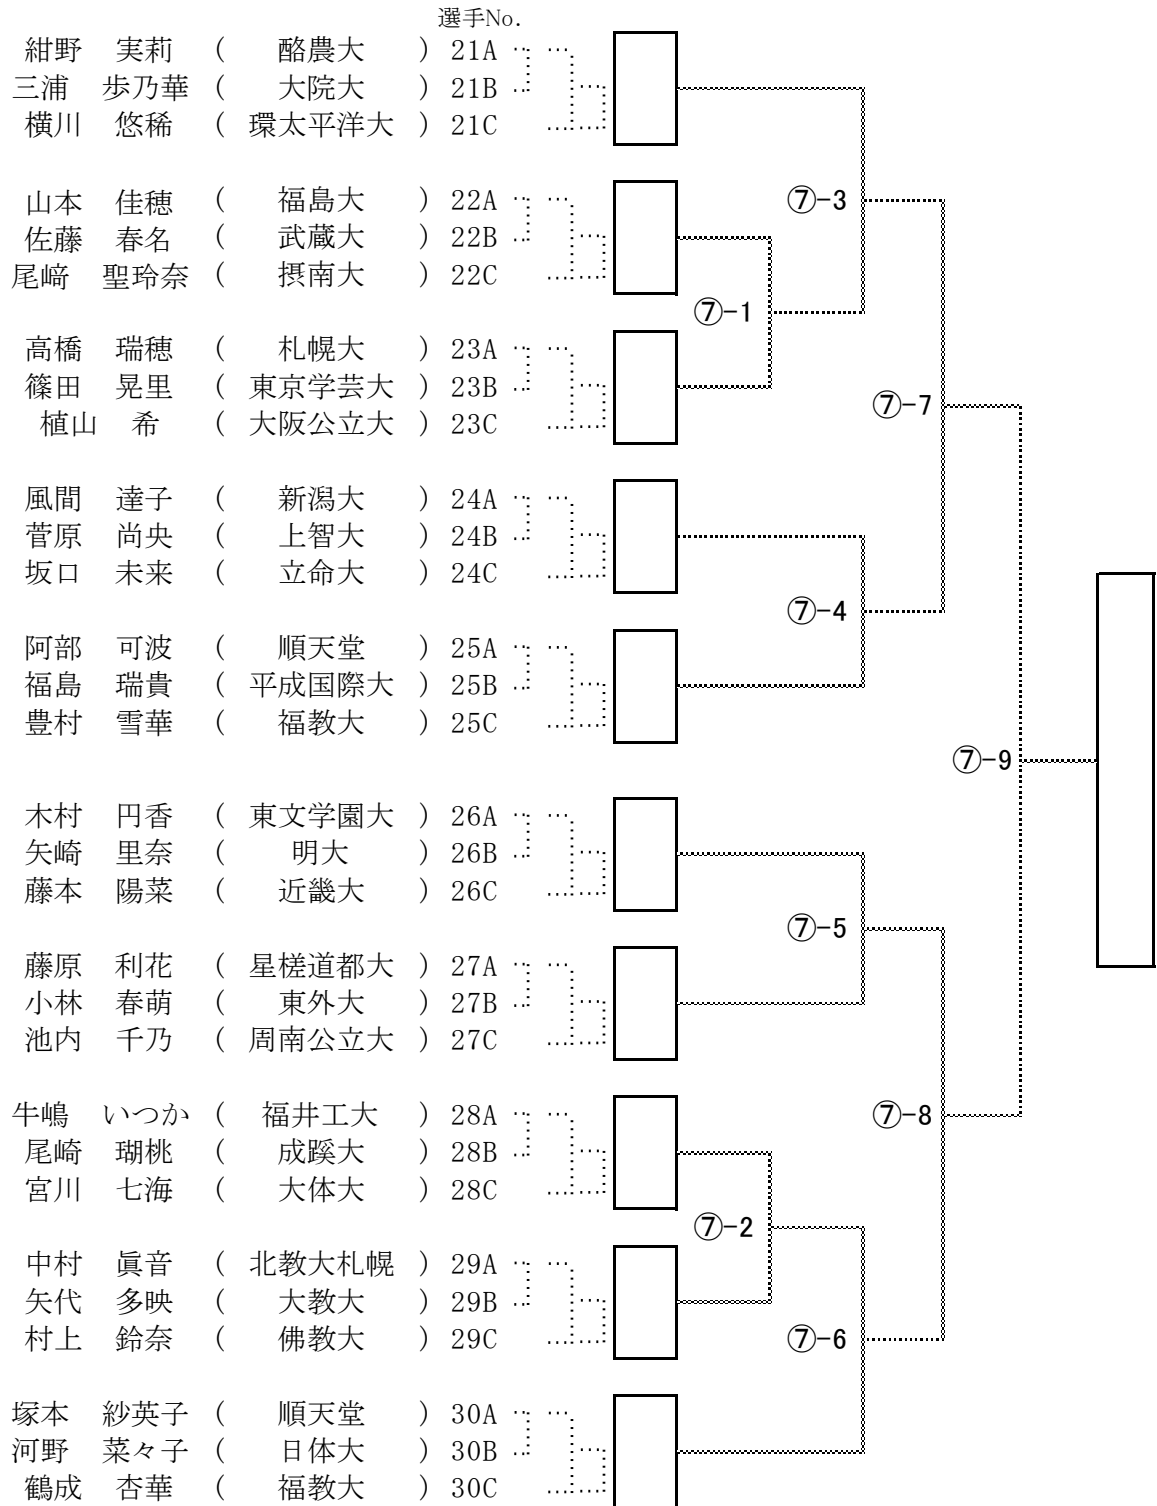 選手No.
紺野　実莉　(　酪農大　)　21A
三浦　歩乃華　(　大院大　)　21B
横川　悠稀　(　環太平洋大　)　21C
山本　佳穂　(　福島大　)　22A
⑦-3
佐藤　春名　(　武蔵大　)　22B
尾﨑　聖玲奈　(　摂南大　)　22C
⑦-1
高橋　瑞穂　(　札幌大　)　23A
篠田　晃里　(　東京学芸大　)　23B
⑦-7
植山　希　(　大阪公立大　)　23C
風間　達子　(　新潟大　)　24A
菅原　尚央　(　上智大　)　24B
坂口　未来　(　立命大　)　24C
⑦-4
阿部　可波　(　順天堂　)　25A
福島　瑞貴　(　平成国際大　)　25B
豊村　雪華　(　福教大　)　25C
⑦-9
木村　円香　(　東文学園大　)　26A
矢崎　里奈　(　明大　)　26B
藤本　陽菜　(　近畿大　)　26C
⑦-5
藤原　利花　(　星槎道都大　)　27A
小林　春萌　(　東外大　)　27B
池内　千乃　(　周南公立大　)　27C
牛嶋　いつか　(　福井工大　)　28A
⑦-8
尾崎　瑚桃　(　成蹊大　)　28B
宮川　七海　(　大体大　)　28C
⑦-2
中村　眞音　(　北教大札幌　)　29A
矢代　多映　(　大教大　)　29B
村上　鈴奈　(　佛教大　)　29C
⑦-6
塚本　紗英子　(　順天堂　)　30A
河野　菜々子　(　日体大　)　30B
鶴成　杏華　(　福教大　)　30C